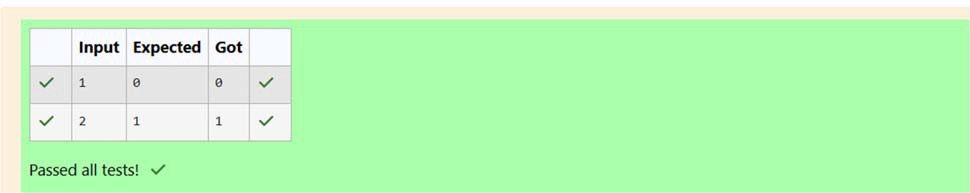 Input Expected Got
1 0 0
2 1 1
Passed all tests!